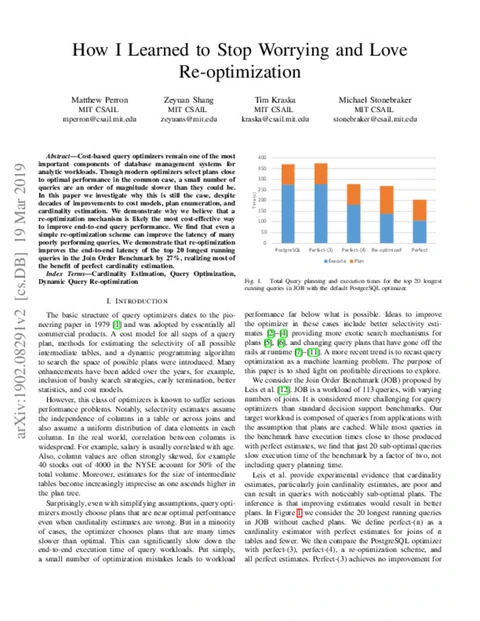 How I Learned to Stop Worrying and Love
Re-optimization
Matthew Perron
MIT CSAIL
mperron@csail.mit.edu
Zeyuan Shang
MIT CSAIL
zeyuans@mit.edu
Tim Kraska
MIT CSAIL
kraska@csail.mit.edu
Michael Stonebraker
MIT CSAIL
stonebraker@csail.mit.edu
arXiv:1902.08291v2 [cs.DB] 19 Mar 2019
Abstract—Cost-based query optimizers remain one of the most
important components of database management systems for
analytic workloads. Though modern optimizers select plans close
to optimal performance in the common case, a small number of
queries are an order of magnitude slower than they could be.
In this paper we investigate why this is still the case, despite
decades of improvements to cost models, plan enumeration, and
cardinality estimation. We demonstrate why we believe that a
re-optimization mechanism is likely the most cost-effective way
to improve end-to-end query performance. We find that even a
simple re-optimization scheme can improve the latency of many
poorly performing queries. We demonstrate that re-optimization
improves the end-to-end latency of the top 20 longest running
queries in the Join Order Benchmark by 27%, realizing most
of the benefit of perfect cardinality estimation.
Index Terms—Cardinality Estimation, Query Optimization,
Dynamic Query Re-optimization
I. Introduction
The basic structure of query optimizers dates to the pio-
neering paper in 1979 [1] and was adopted by essentially all
commercial products. A cost model for all steps of a query
plan, methods for estimating the selectivity of all possible
intermediate tables, and a dynamic programming algorithm
to search the space of possible plans were introduced. Many
enhancements have been added over the years, for example,
inclusion of bushy search strategies, early termination, better
statistics, and cost models.
However, this class of optimizers is known to suffer serious
performance problems. Notably, selectivity estimates assume
the independence of columns in a table or across joins and
also assume a uniform distribution of data elements in each
column. In the real world, correlation between columns is
widespread. For example, salary is usually correlated with age.
Also, column values are often strongly skewed, for example
40 stocks out of 4000 in the NYSE account for 50% of the
total volume. Moreover, estimates for the size of intermediate
tables become increasingly imprecise as one ascends higher in
the plan tree.
Surprisingly, even with simplifying assumptions, query opti-
mizers mostly choose plans that are near optimal performance
even when cardinality estimates are wrong. But in a minority
of cases, the optimizer chooses plans that are many times
slower than optimal. This can significantly slow down the
end-to-end execution time of query workloads. Put simply,
a small number of optimization mistakes leads to workload
400
350
300
250
200
150
100
50
0
Time(s)
PostgreSQL Perfect-(3) Perfect-(4) Re-optimized Perfect
Execute Plan
Fig. 1. Total Query planning and execution times for the top 20 longest
running queries in JOB with the default PostgreSQL optimizer.
performance far below what is possible. Ideas to improve
the optimizer in these cases include better selectivity esti-
mates [2]–[4] providing more exotic search mechanisms for
plans [5], [6], and changing query plans that have gone off the
rails at runtime [7]–[11]. A more recent trend is to recast query
optimization as a machine learning problem. The purpose of
this paper is to shed light on profitable directions to explore.
We consider the Join Order Benchmark (JOB) proposed by
Leis et al. [12]. JOB is a workload of 113 queries, with varying
numbers of joins. It is considered more challenging for query
optimizers than standard decision support benchmarks. Our
target workload is composed of queries from applications with
the assumption that plans are cached. While most queries in
the benchmark have execution times close to those produced
with perfect estimates, we find that just 20 sub-optimal queries
slow execution time of the benchmark by a factor of two, not
including query planning time.
Leis et al. provide experimental evidence that cardinality
estimates, particularly join cardinality estimates, are poor and
can result in queries with noticeably sub-optimal plans. The
inference is that improving estimates would result in better
plans. In Figure 1 we consider the 20 longest running queries
in JOB without cached plans. We define perfect-(n) as a
cardinality estimator with perfect estimates for joins of n
tables and fewer. We then compare the PostgreSQL optimizer
with perfect-(3), perfect-(4), a re-optimization scheme, and
all perfect estimates. Perfect-(3) achieves no improvement for